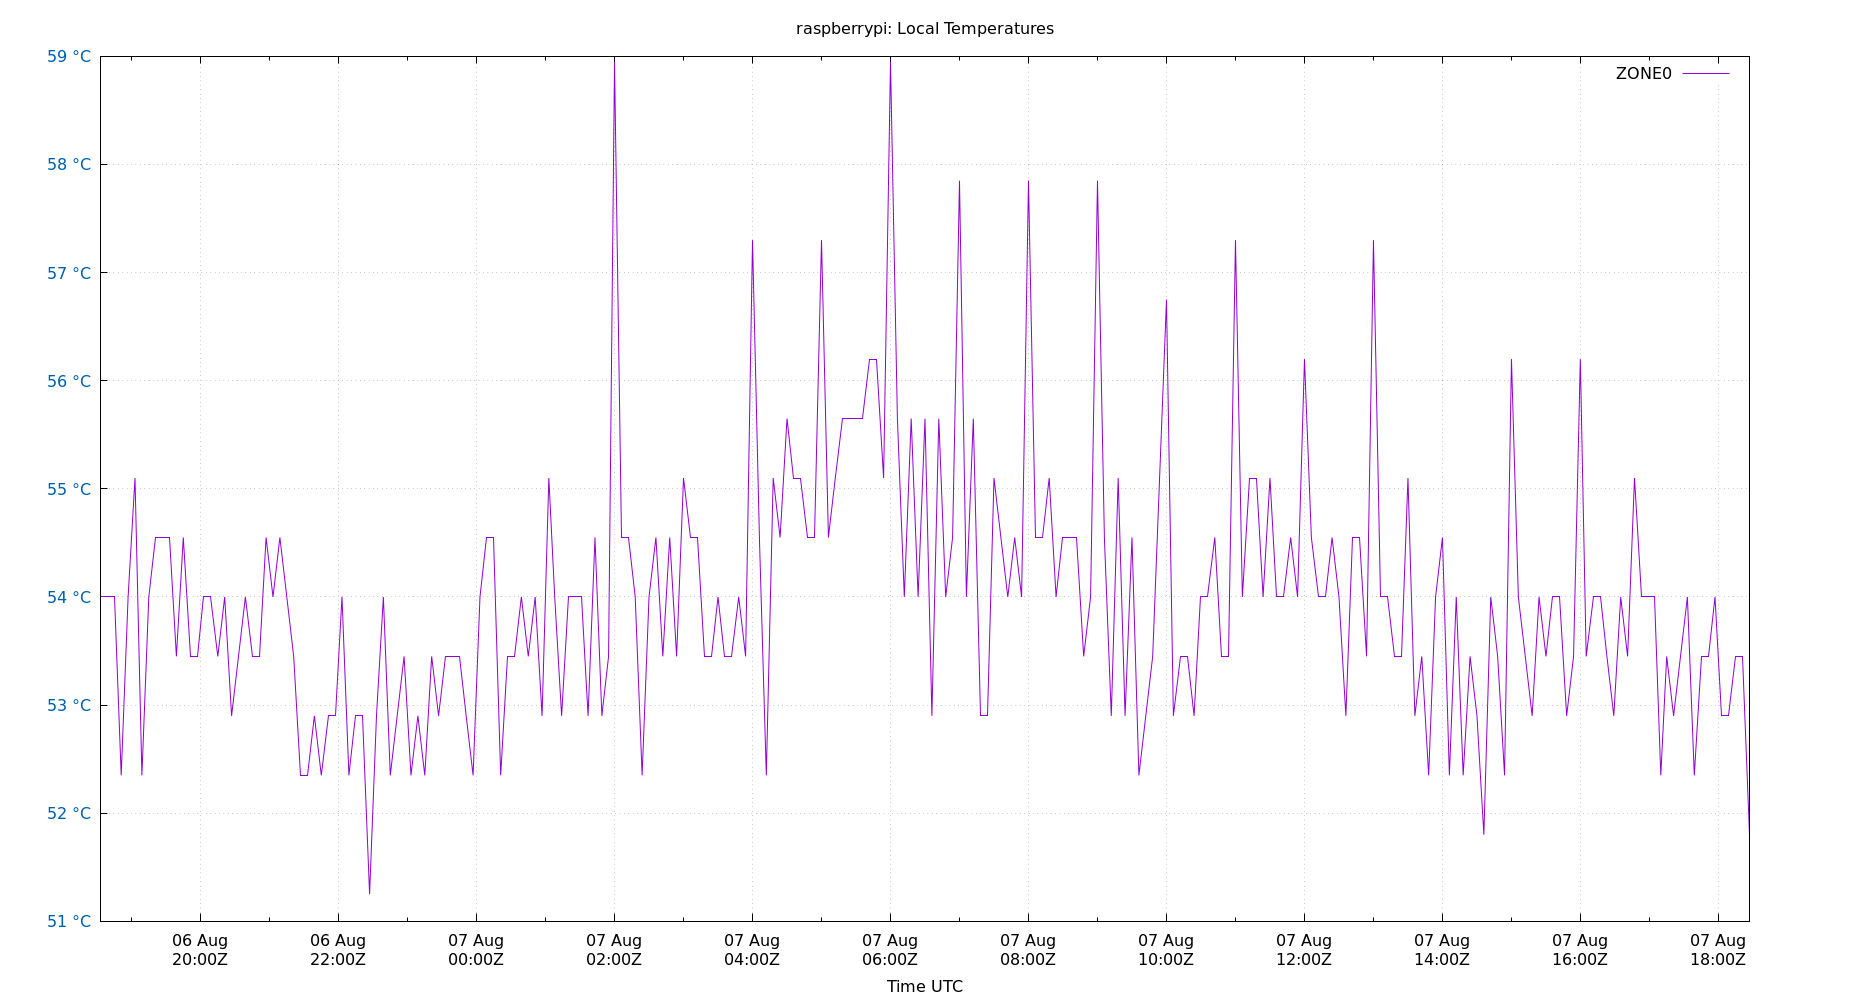 raspberrypi: Local Temperatures
ZONE0
59 °C
58 °C
57 °C
56 °C
55 °C
54 °C
53 °C
52 °C
51 °C
06 Aug 06 Aug 07 Aug 07 Aug 07 Aug 07 Aug 07 Aug 07 Aug 07 Aug 07 Aug 07 Aug 07 Aug
20:00Z 22:00Z 00:00Z 02:00Z 04:00Z 06:00Z 08:00Z 10:00Z 12:00Z 14:00Z 16:00Z 18:00Z
Time UTC